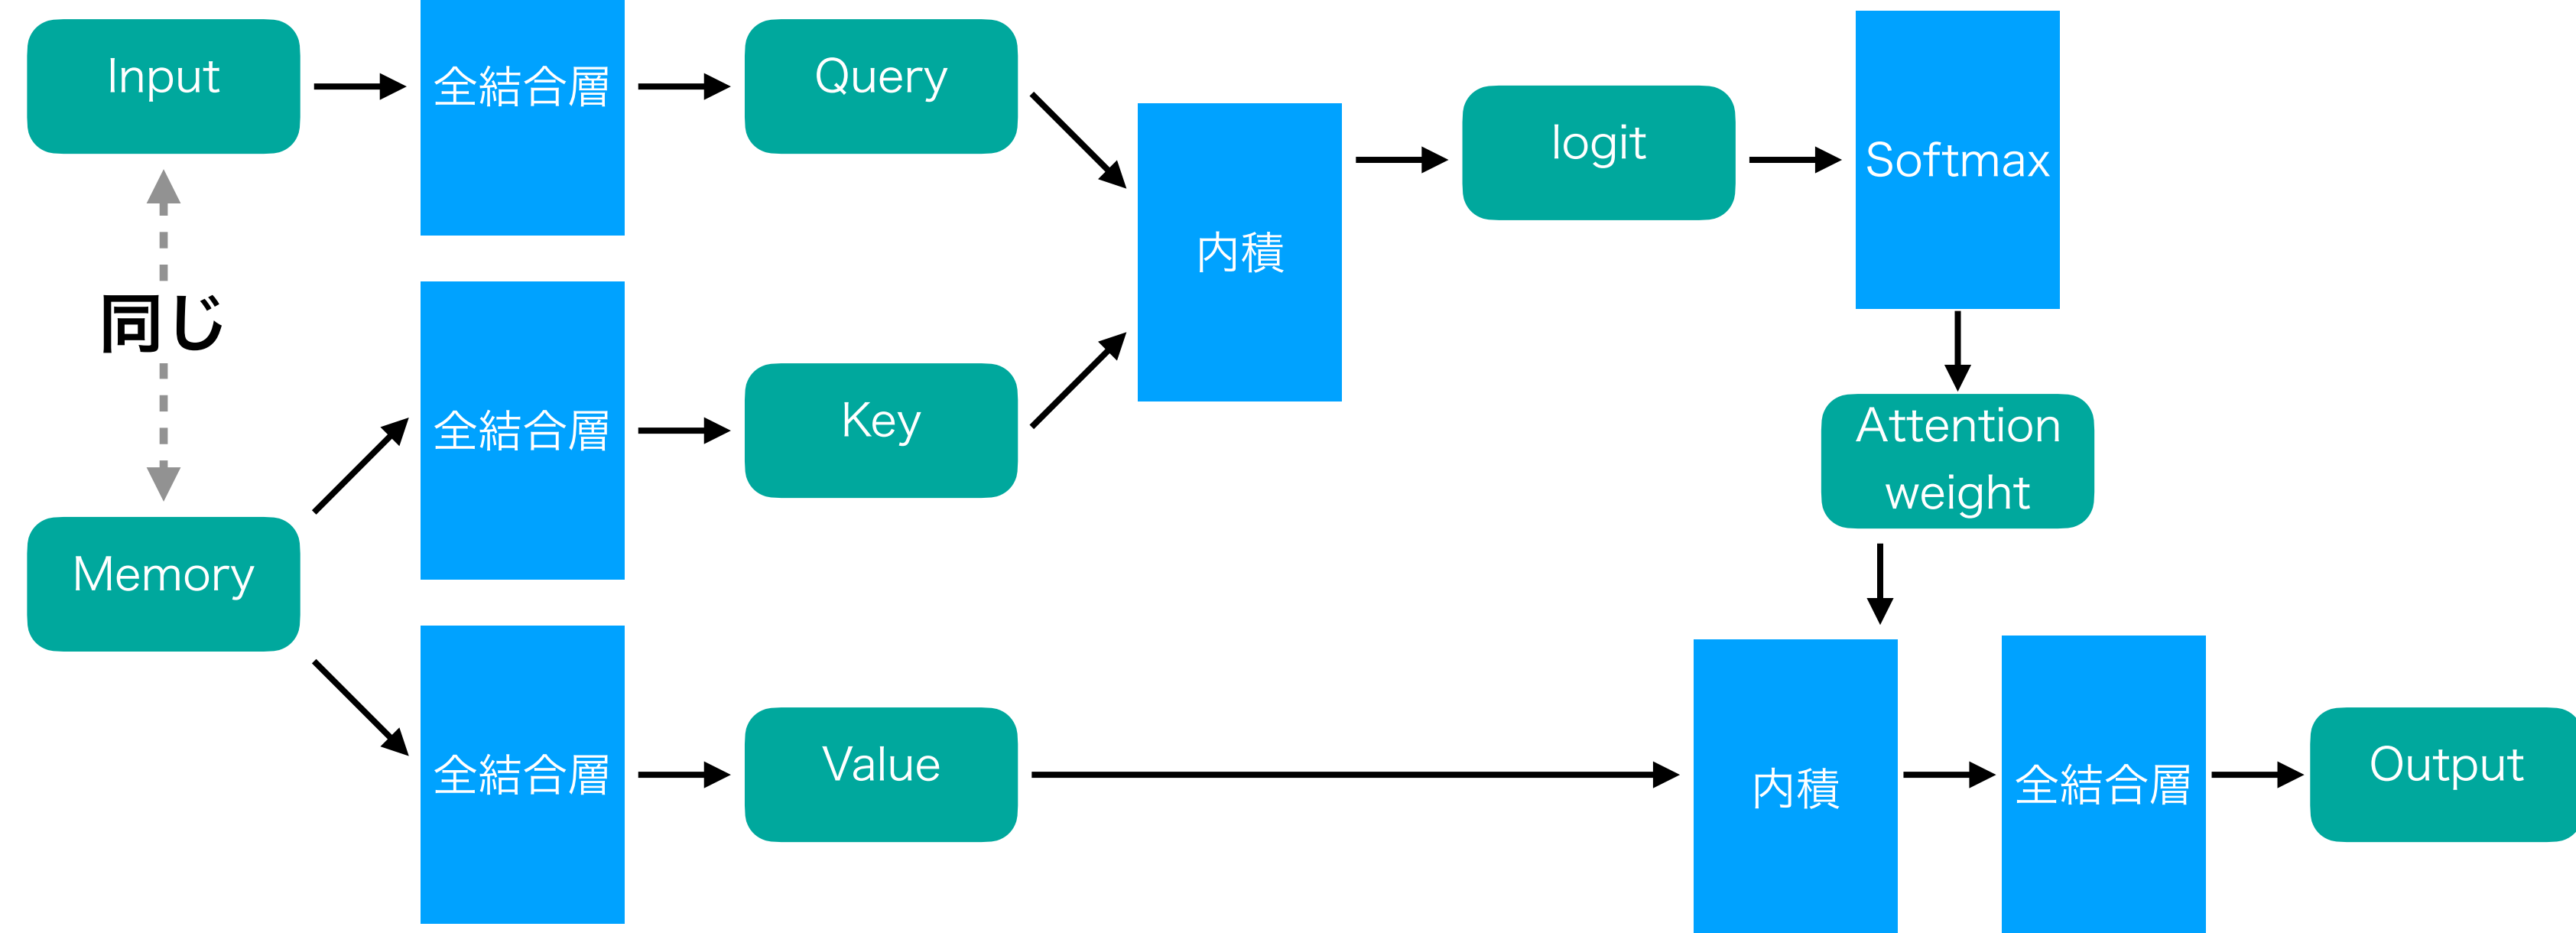 Input
全結合層
Query
内積
logit
Softmax
同じ
全結合層
Key
Attention
weight
Memory
全結合層
Value
内積
全結合層
Output